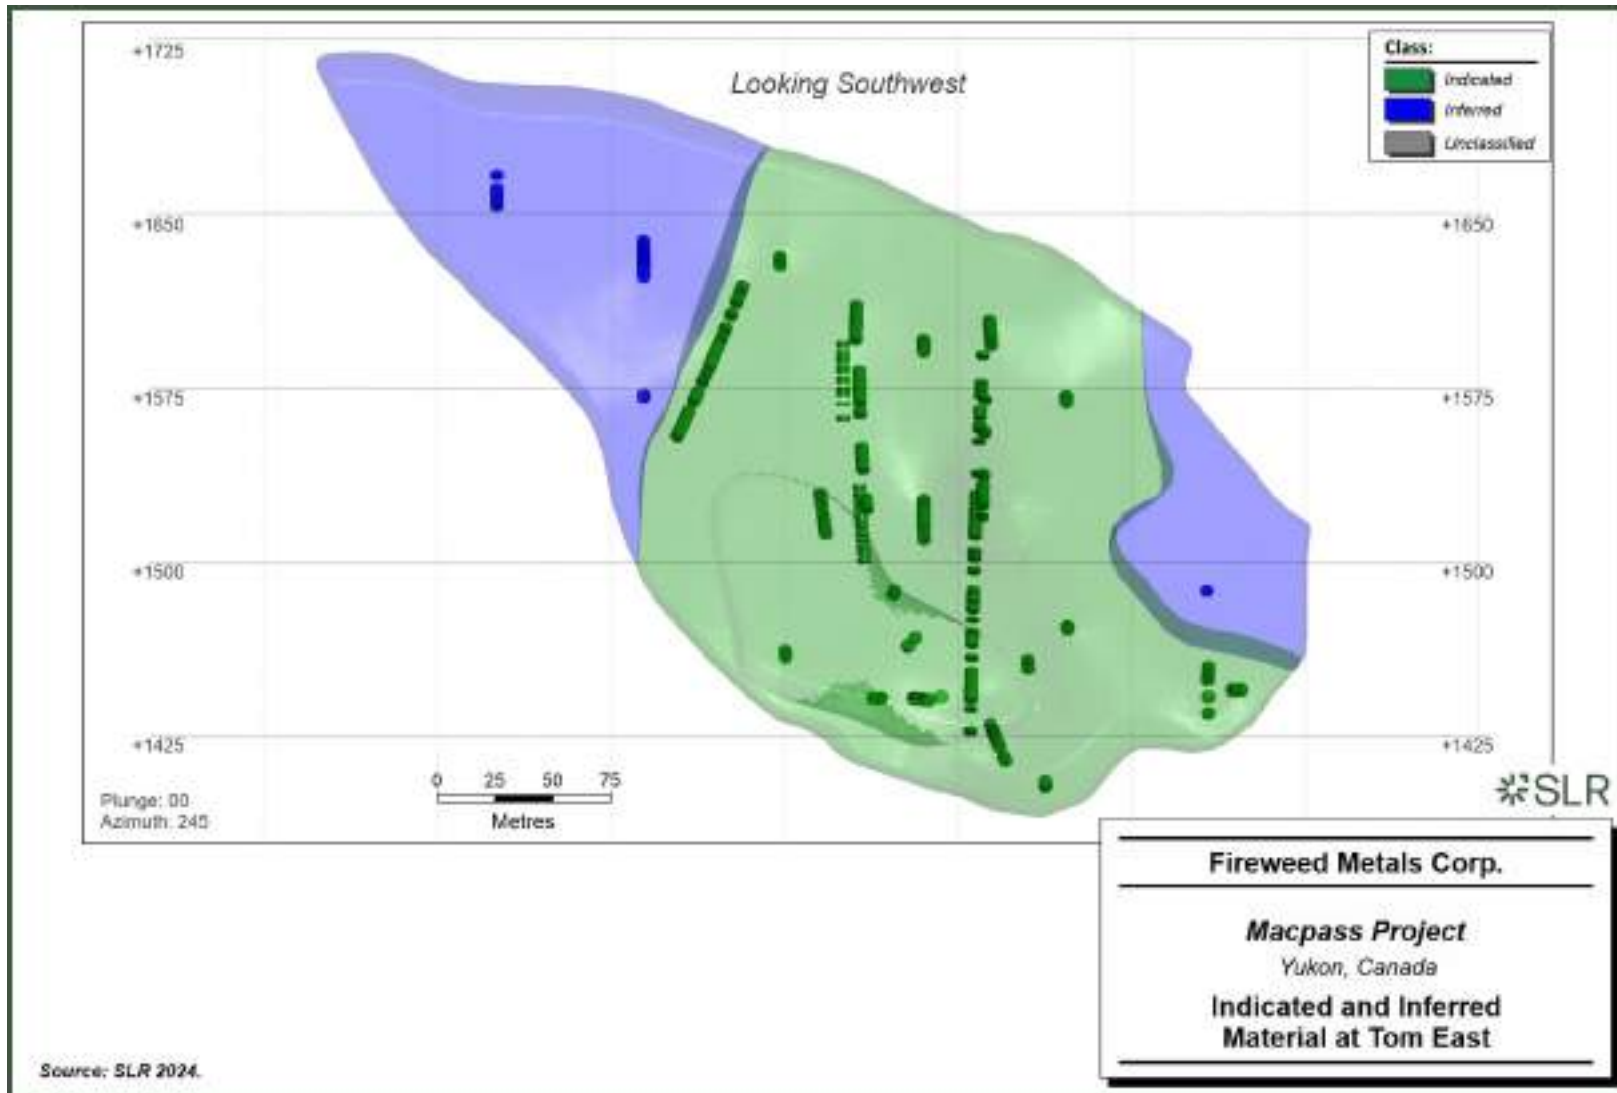 +1725
Looking Southwest
Class:
Indicated
Inferred
Unclassified
+1650
+1650
+1575
+1575
+1500
+1500
+1425
+1425
0 25 50 75
Metres
Plunge: 00
Azimuth: 245
SLR
Fireweed Metals Corp.
Macpass Project
Yukon, Canada
Indicated and Inferred
Material at Tom East
Source: SLR 2024.